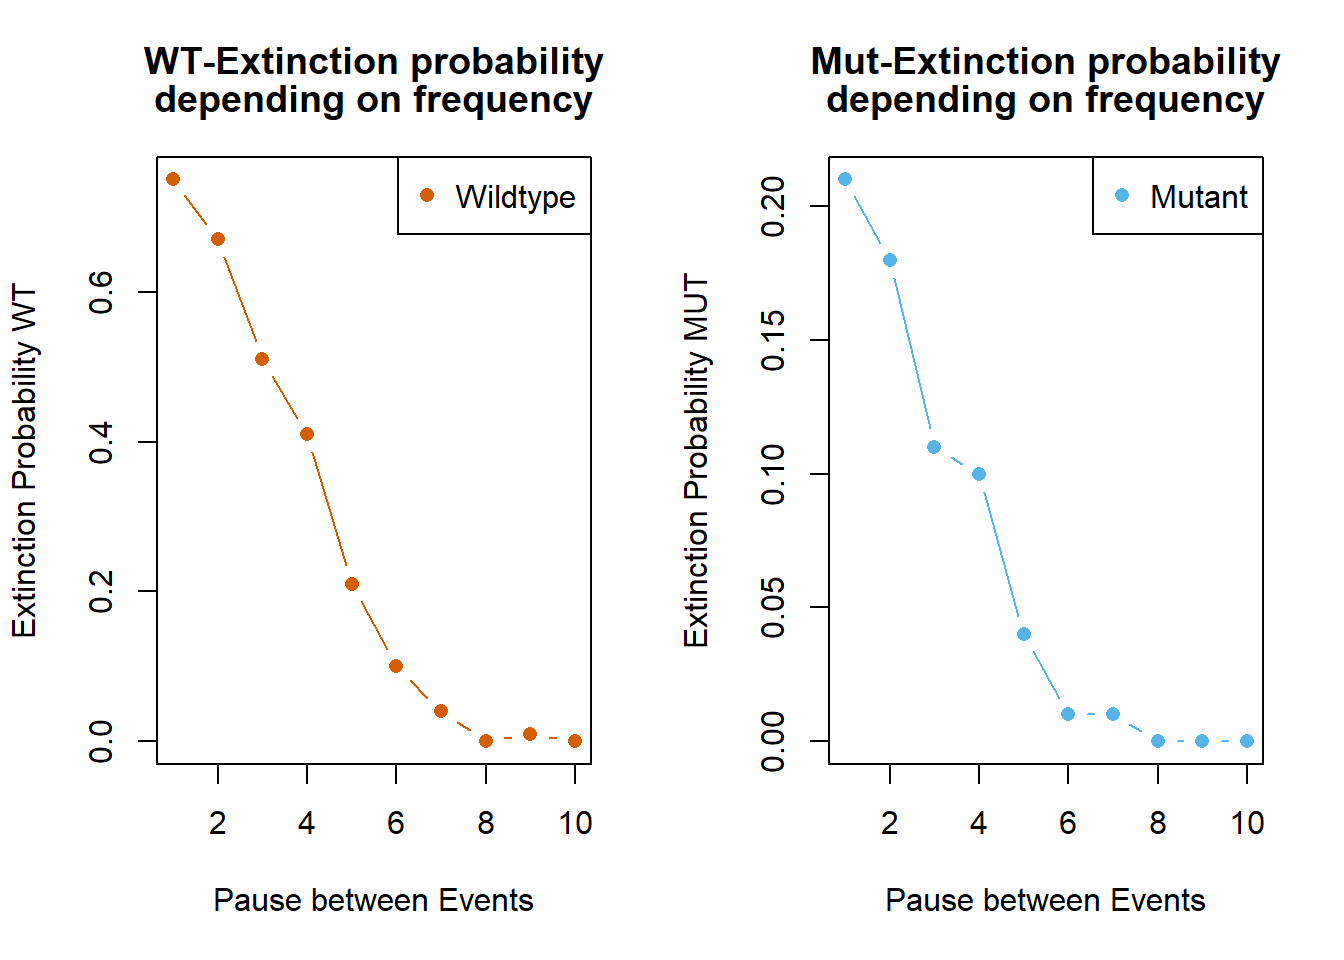 WT-Extinction probability
depending on frequency
Wildtype
Extinction Probability WT
0.6
0.4
0.2
0.0
2 4 6 8 10
Pause between Events
Mut-Extinction probability
depending on frequency
Mutant
Extinction Probability MUT
0.20
0.15
0.10
0.05
0.00
2 4 6 8 10
Pause between Events